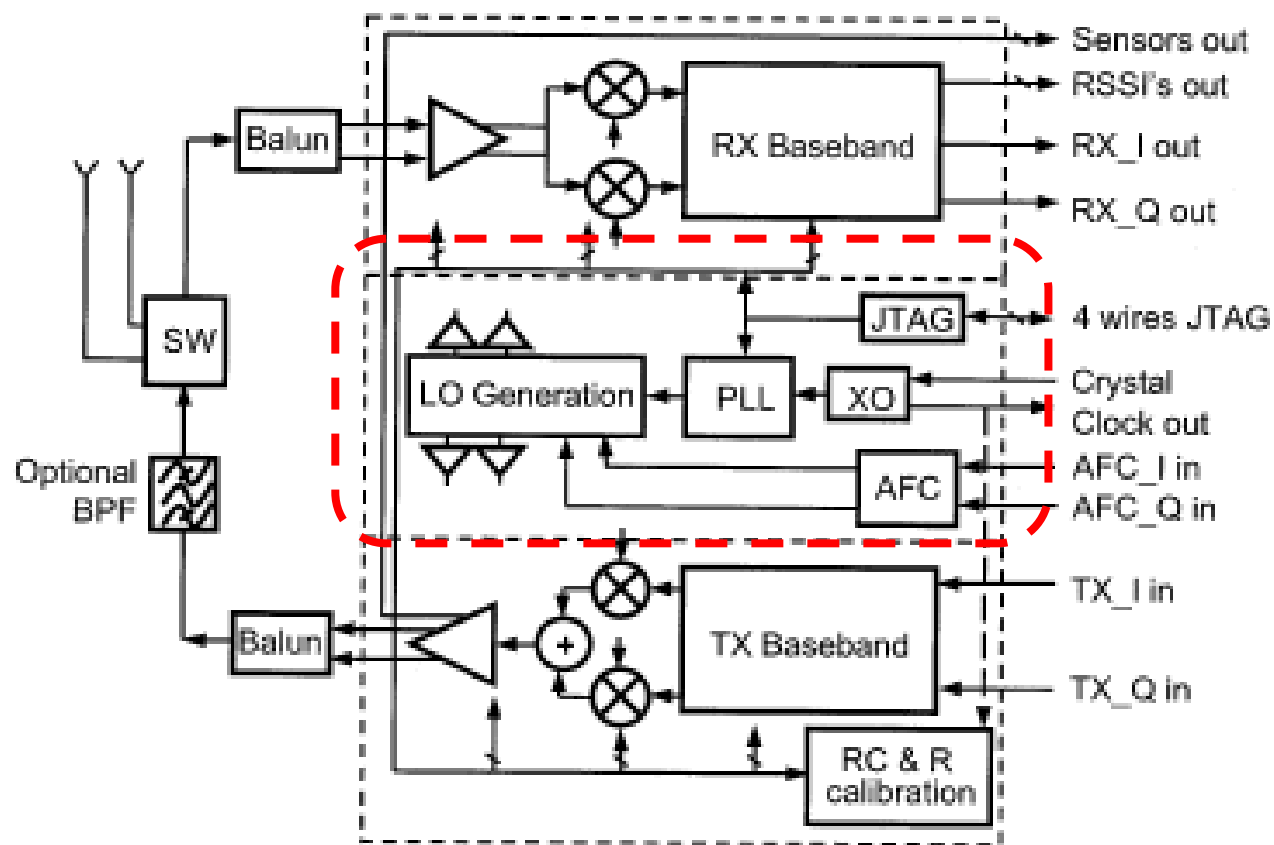 Sensors out
RSSI's out
Balun
RX Baseband
RX_I out
RX_Q out
SW
JTAG
4 wires JTAG
LO Generation
PLL
XO
Crystal
Clock out
Optional
BPF
AFC
AFC_I in
AFC_Q in
TX_I in
Balun
+
TX Baseband
TX_Q in
RC & R
calibration